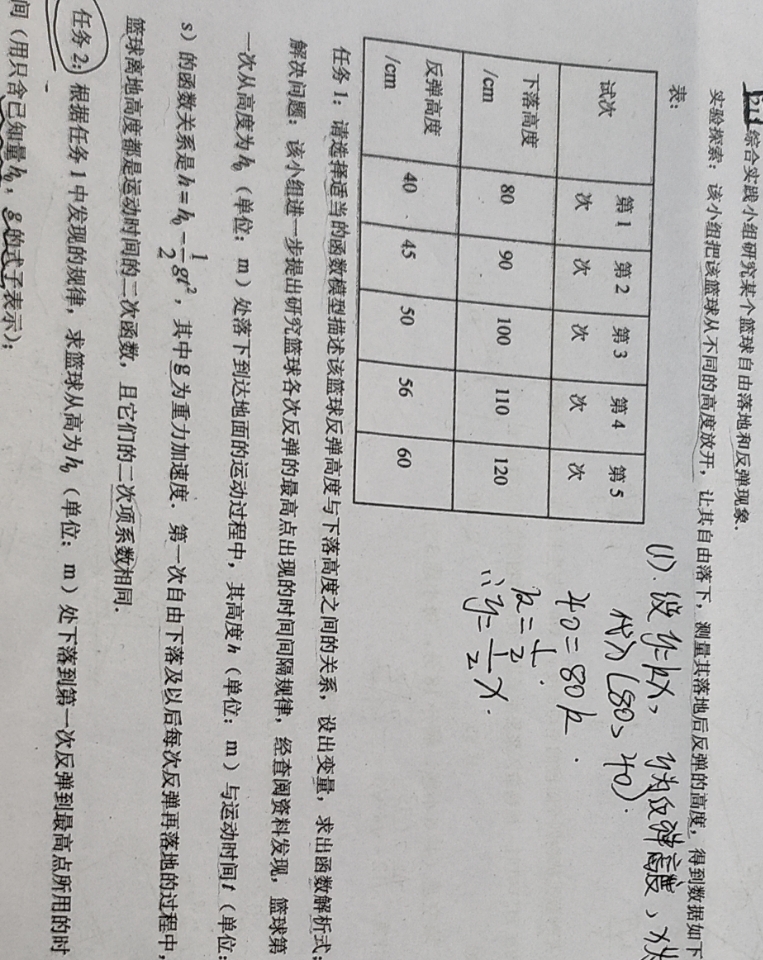 综合实践小组研究某个篮球自由落地和反弹现象.
实验探索：该小组把该篮球从不同的高度放开，让其自由落下，测量其落地后反弹的高度，得到数据如下
表：
试次 第1次 第2次 第3次 第4次 第5次
下落高度/cm 80 90 100 110 120
反弹高度/cm 40 45 50 56 60
(1). 设y=kx, y为反弹高度, x为
代入(80, 40).
40=80k.
k=1/2.
∴y=1/2x.
任务1：请选择适当的函数模型描述该篮球反弹高度与下落高度之间的关系，设出变量，求出函数解析式；
解决问题：该小组进一步提出研究篮球各次反弹的最高点出现的时间间隔规律，经查阅资料发现，篮球第
一次从高度为h₀（单位：m）处落下到达地面的运动过程中，其高度h（单位：m）与运动时间t（单位：
s）的函数关系是h=h₀-1/2gt²，其中g为重力加速度．第一次自由下落及以后每次反弹再落地的过程中，
篮球离地高度都是运动时间的二次函数，且它们的二次项系数相同．
任务2：根据任务1中发现的规律，求篮球从高为h₀（单位：m）处下落到第一次反弹到最高点所用的时
间（用只含已知量h₀，g的式子表示）；